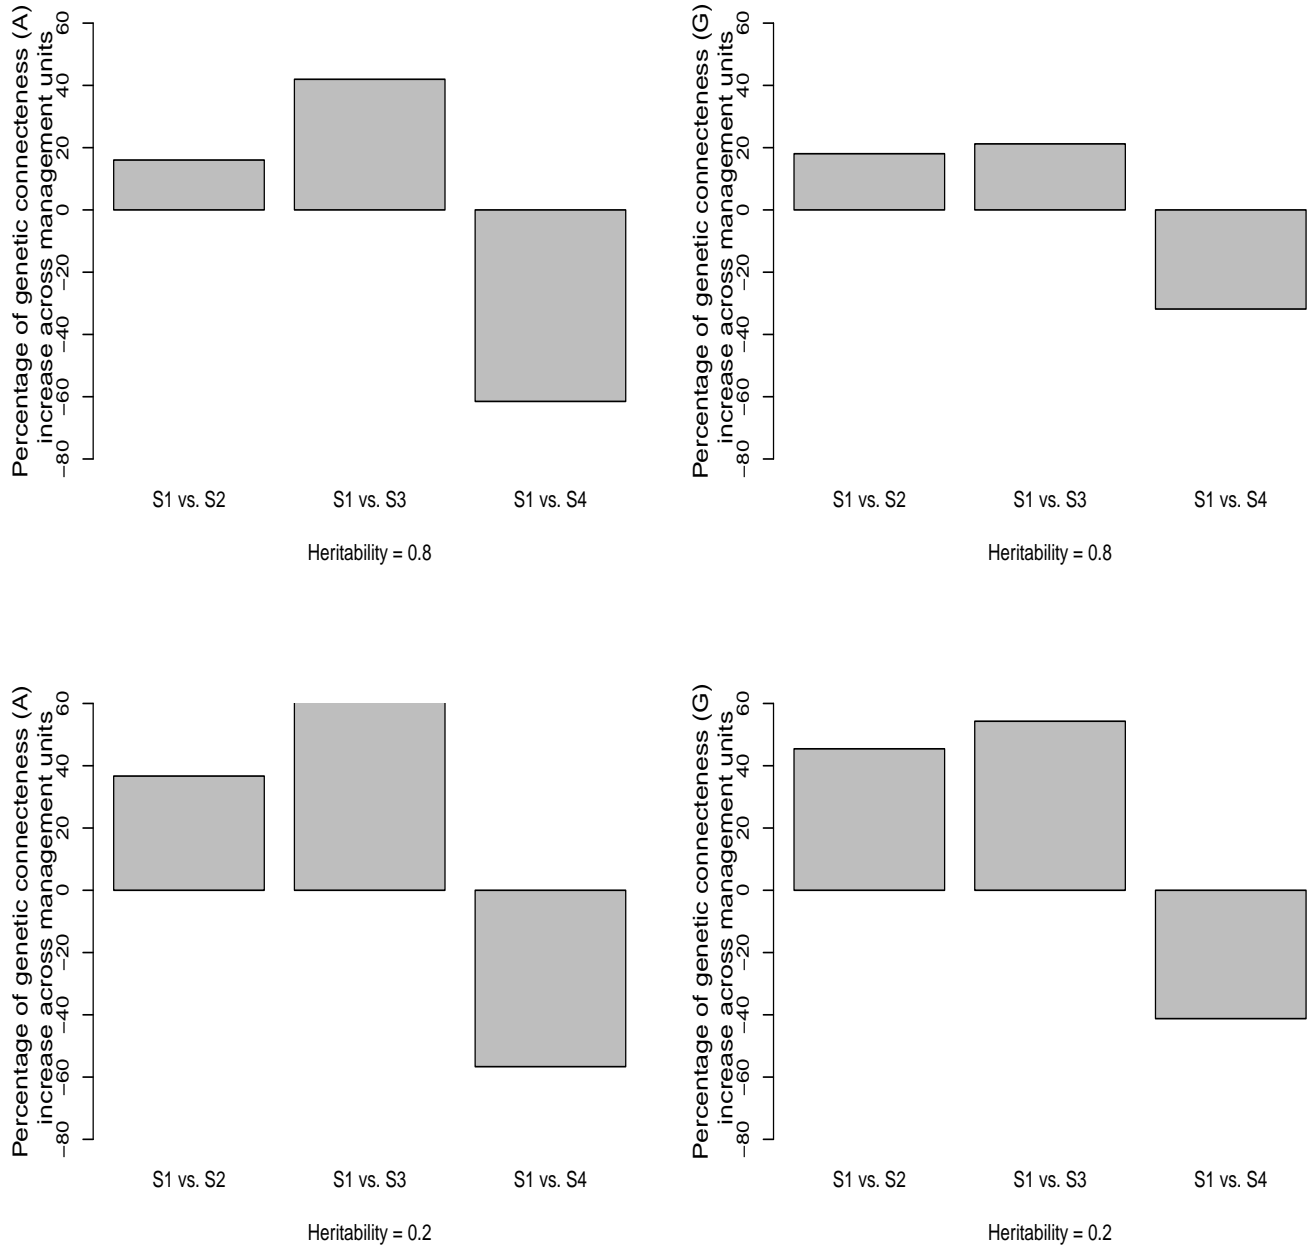 Percentage of genetic connecteness (A)
increase across management units
60
40
20
0
−20
−40
−60
−80
S1 vs. S2
S1 vs. S3
S1 vs. S4
Heritability = 0.8
Percentage of genetic connecteness (G)
increase across management units
60
40
20
0
−20
−40
−60
−80
S1 vs. S2
S1 vs. S3
S1 vs. S4
Heritability = 0.8
Percentage of genetic connecteness (A)
increase across management units
60
40
20
0
−20
−40
−60
−80
S1 vs. S2
S1 vs. S3
S1 vs. S4
Heritability = 0.2
Percentage of genetic connecteness (G)
increase across management units
60
40
20
0
−20
−40
−60
−80
S1 vs. S2
S1 vs. S3
S1 vs. S4
Heritability = 0.2